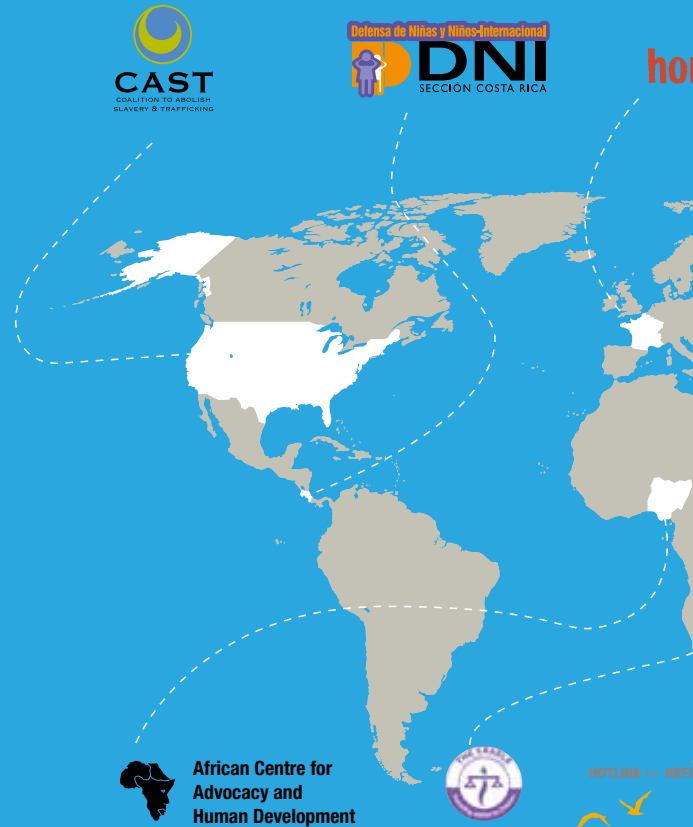 CAST
COALITION TO ABOLISH
SLAVERY & TRAFFICKING
Defensa de Niñas y Niños-Internacional
DNI
SECCIÓN COSTA RICA
African Centre for
Advocacy and
Human Development
HOTLINE